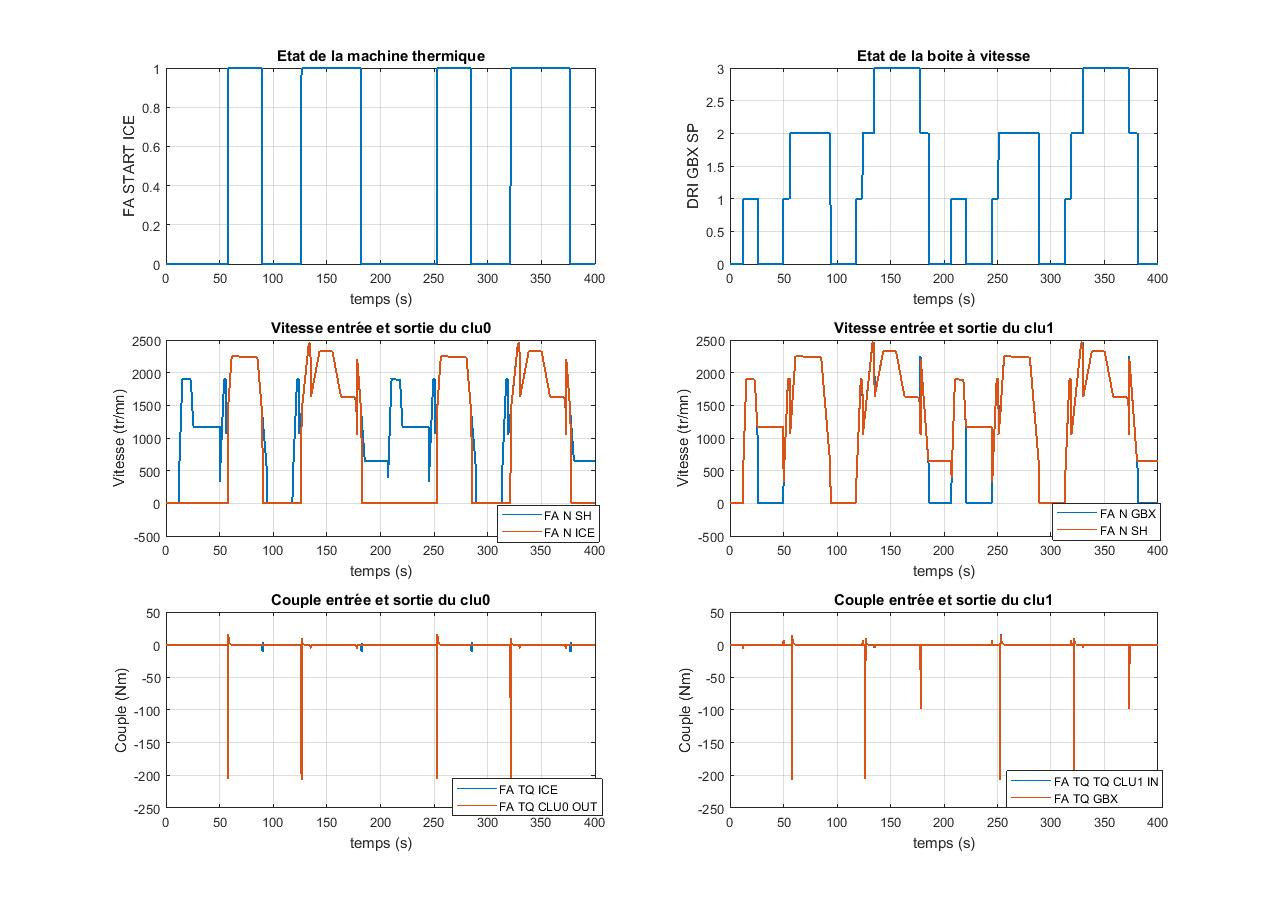 Etat de la machine thermique
FA START ICE
1
0.8
0.6
0.4
0.2
0
0 50 100 150 200 250 300 350 400
temps (s)
Etat de la boite à vitesse
DRI GBX SP
3
2.5
2
1.5
1
0.5
0
0 50 100 150 200 250 300 350 400
temps (s)
Vitesse entrée et sortie du clu0
Vitesse (tr/mn)
2500
2000
1500
1000
500
0
-500
FA N SH
FA N ICE
0 50 100 150 200 250 300 350 400
temps (s)
Vitesse entrée et sortie du clu1
Vitesse (tr/mn)
2500
2000
1500
1000
500
0
-500
FA N GBX
FA N SH
0 50 100 150 200 250 300 350 400
temps (s)
Couple entrée et sortie du clu0
Couple (Nm)
50
0
-50
-100
-150
-200
-250
FA TQ ICE
FA TQ CLU0 OUT
0 50 100 150 200 250 300 350 400
temps (s)
Couple entrée et sortie du clu1
Couple (Nm)
50
0
-50
-100
-150
-200
-250
FA TQ TQ CLU1 IN
FA TQ GBX
0 50 100 150 200 250 300 350 400
temps (s)